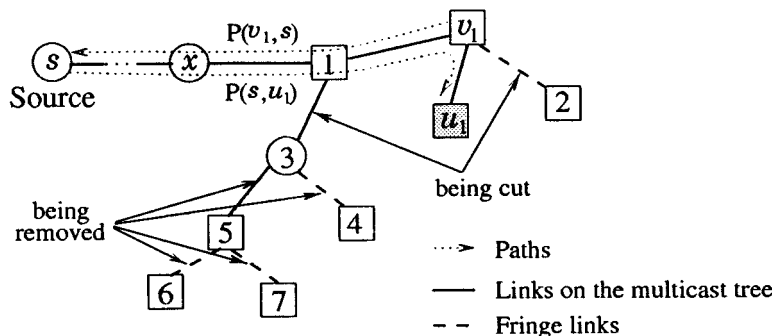 P(v₁,s)
v₁
s
x
1
Source
P(s,u₁)
u₁
2
3
being cut
being
removed
4
5
Paths
6
7
Links on the multicast tree
Fringe links